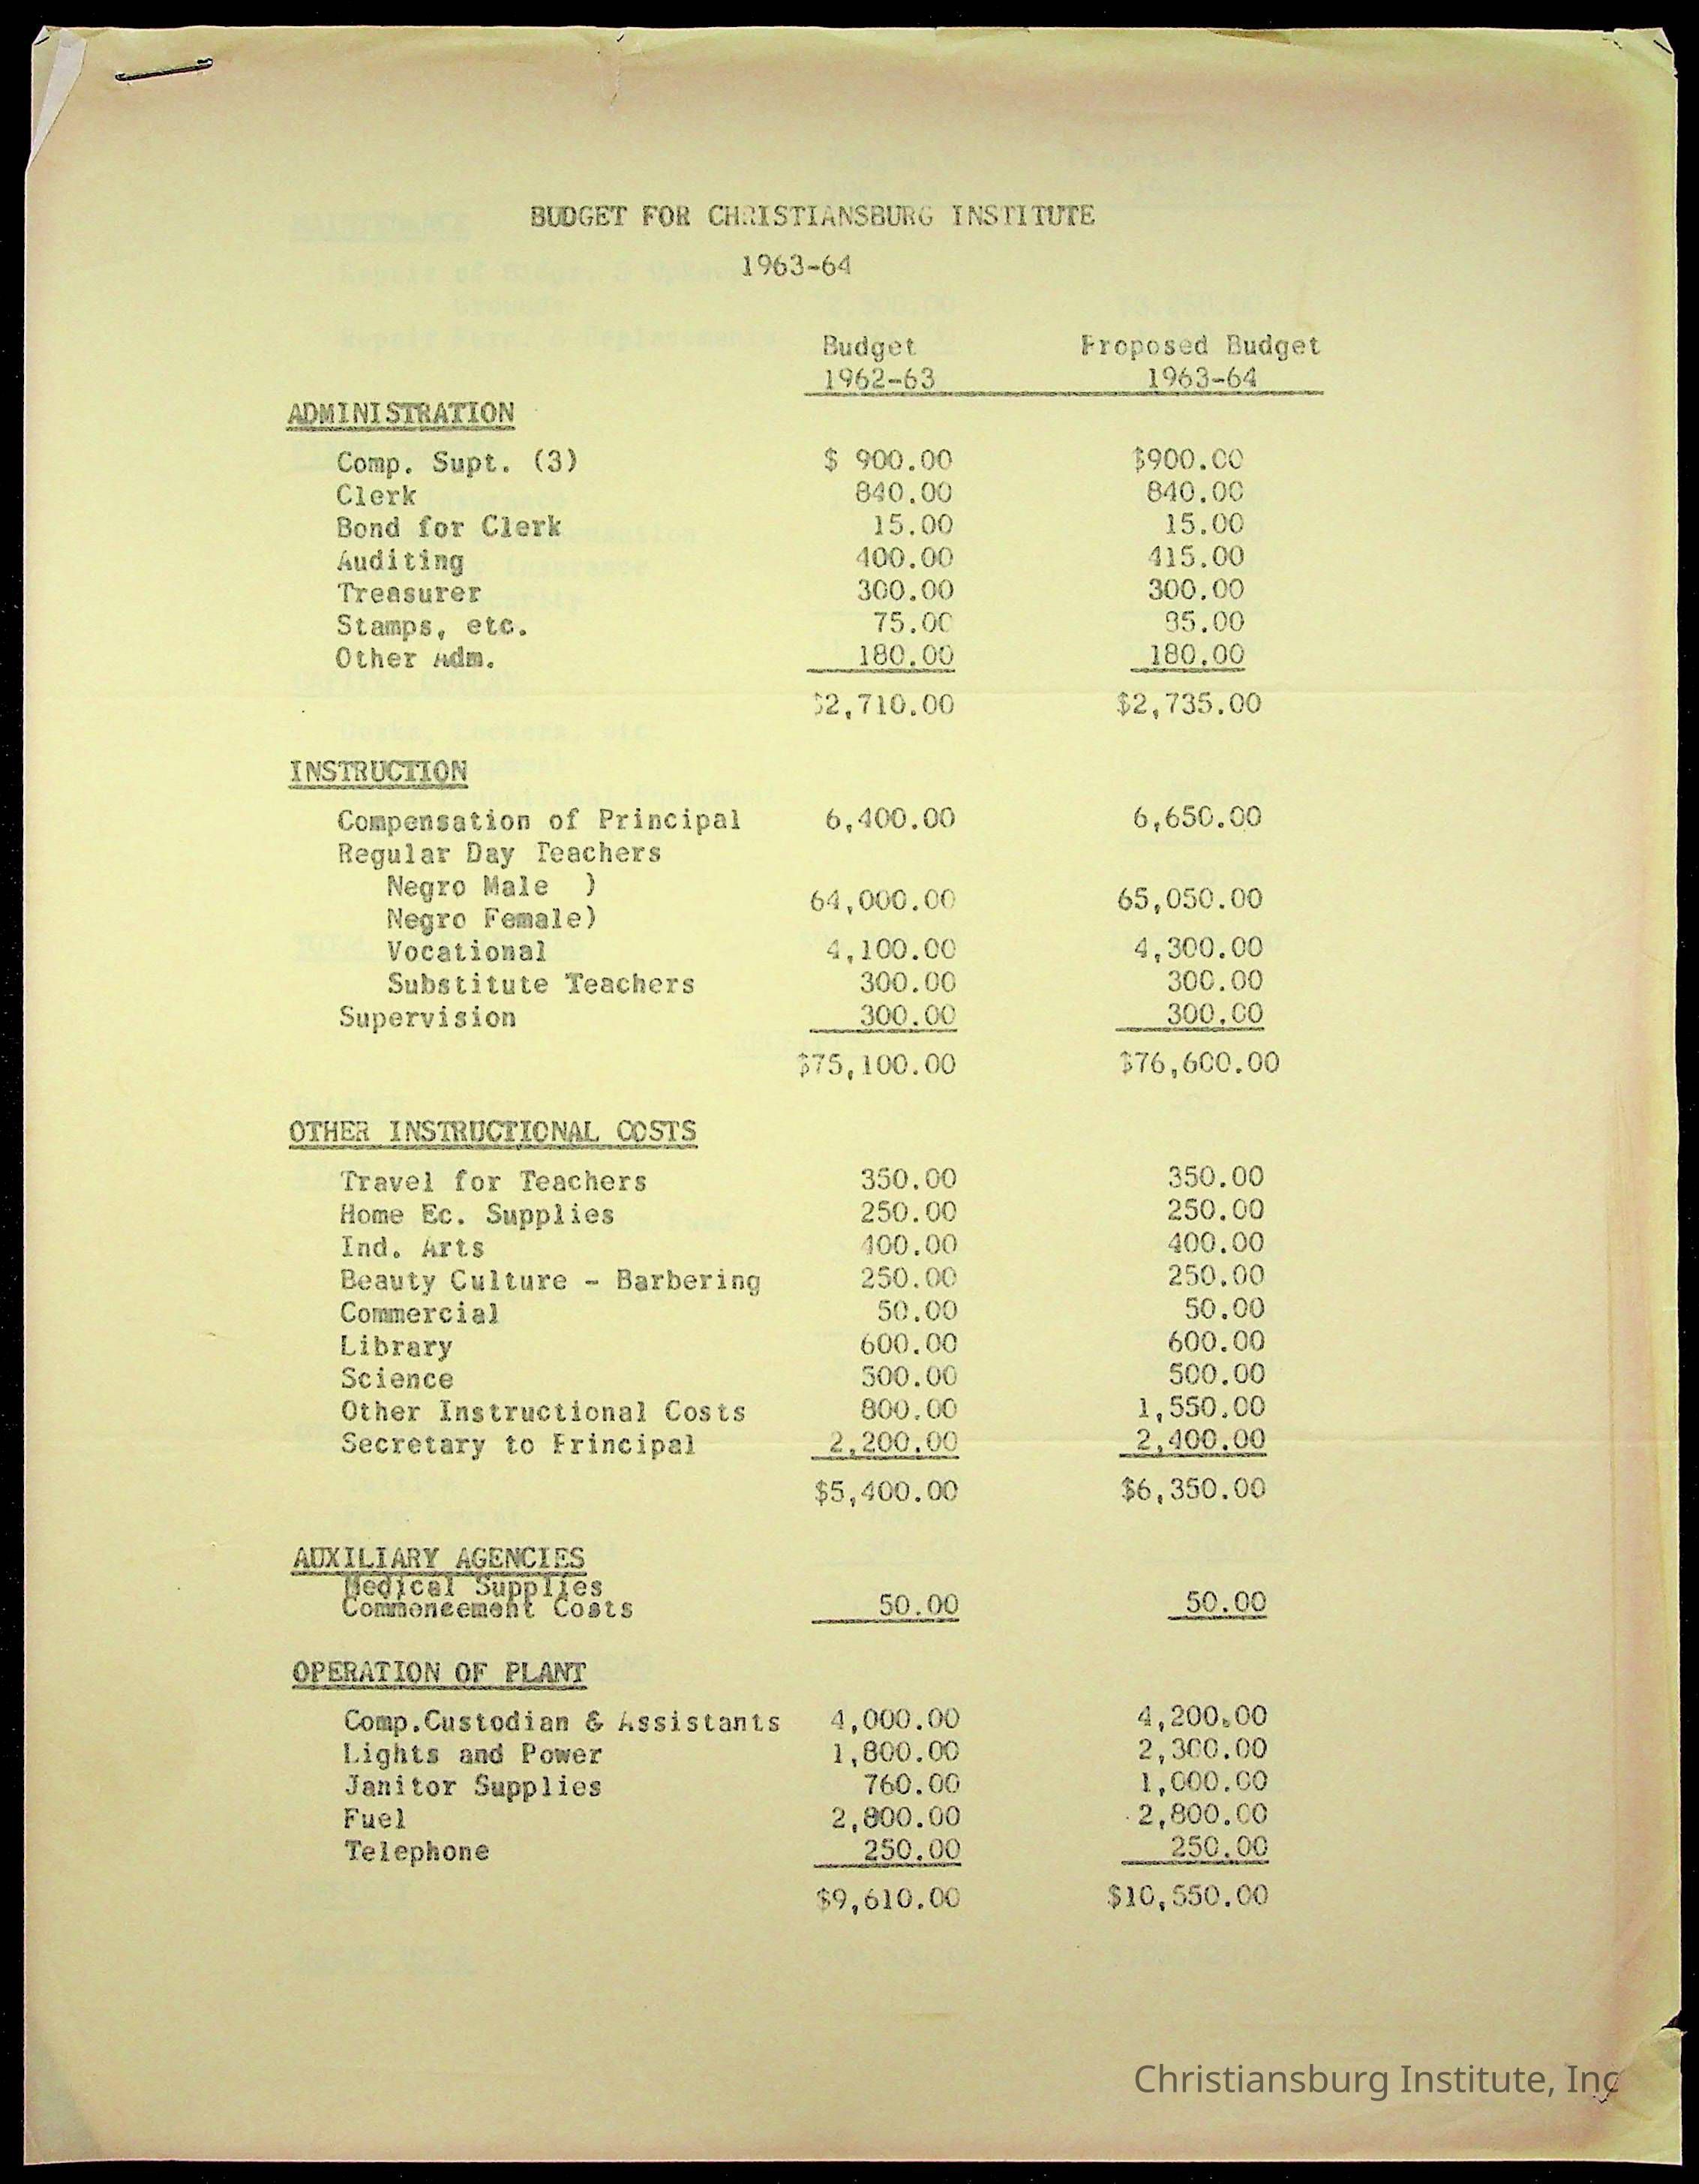 BUDGET FOR CHRISTIANSBURG INSTITUTE
1963-64
Budget Proposed Budget
1962-63 1963-64
ADMINISTRATION
Comp. Supt. (3) $ 900.00 $900.00
Clerk 840.00 840.00
Bond for Clerk 15.00 15.00
Auditing 400.00 415.00
Treasurer 300.00 300.00
Stamps, etc. 75.00 85.00
Other Adm. 180.00 180.00
$2,710.00 $2,735.00
INSTRUCTION
Compensation of Principal 6,400.00 6,650.00
Regular Day Teachers
Negro Male )
64,000.00 65,050.00
Negro Female)
Vocational 4,100.00 4,300.00
Substitute Teachers 300.00 300.00
Supervision 300.00 300.00
$75,100.00 $76,600.00
OTHER INSTRUCTIONAL COSTS
Travel for Teachers 350.00 350.00
Home Ec. Supplies 250.00 250.00
Ind. Arts 400.00 400.00
Beauty Culture - Barbering 250.00 250.00
Commercial 50.00 50.00
Library 600.00 600.00
Science 500.00 500.00
Other Instructional Costs 800.00 1,550.00
Secretary to Principal 2,200.00 2,400.00
$5,400.00 $6,350.00
AUXILIARY AGENCIES
Medical Supplies
Commencement Costs 50.00 50.00
OPERATION OF PLANT
Comp.Custodian & Assistants 4,000.00 4,200.00
Lights and Power 1,800.00 2,300.00
Janitor Supplies 760.00 1,000.00
Fuel 2,800.00 2,800.00
Telephone 250.00 250.00
$9,610.00 $10,550.00
Christiansburg Institute, Inc